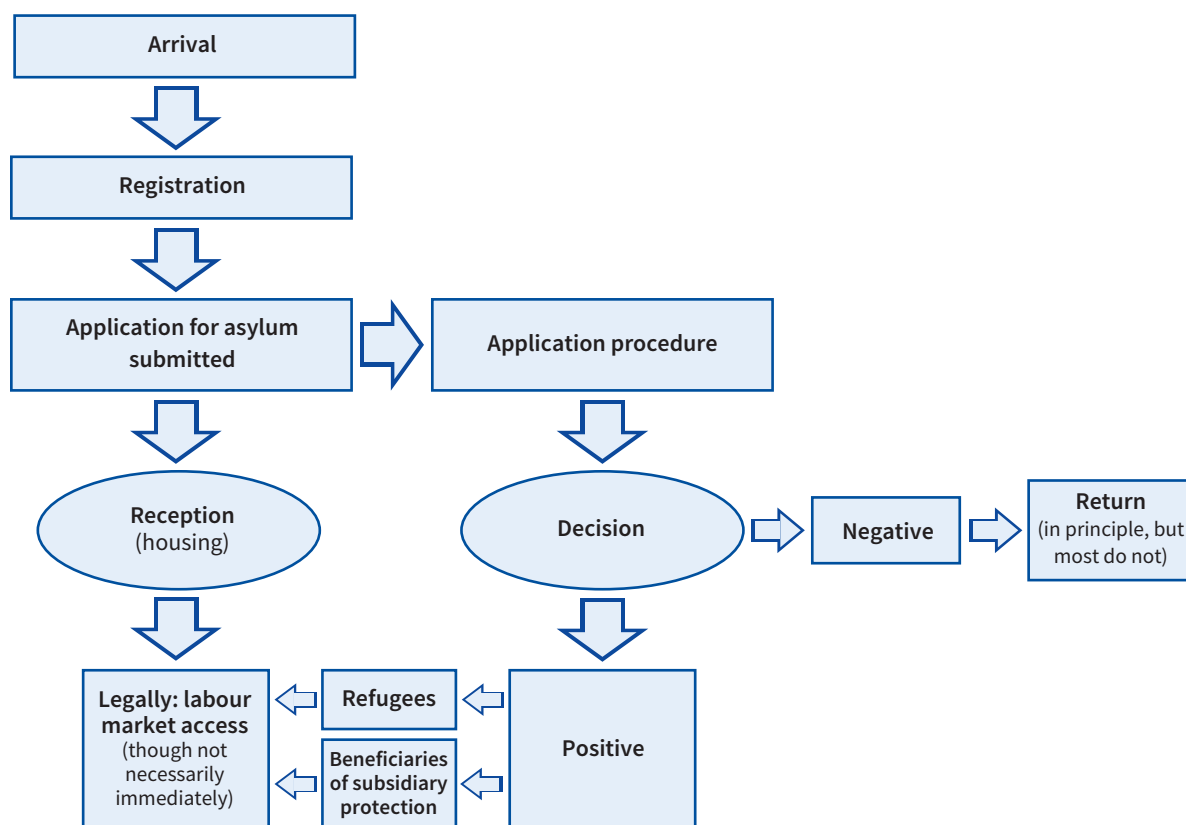 Arrival
Registration
Application for asylum
submitted
Application procedure
Reception
(housing)
Decision
Negative
Return
(in principle, but
most do not)
Legally: labour
market access
(though not
necessarily
immediately)
Refugees
Beneficiaries
of subsidiary
protection
Positive